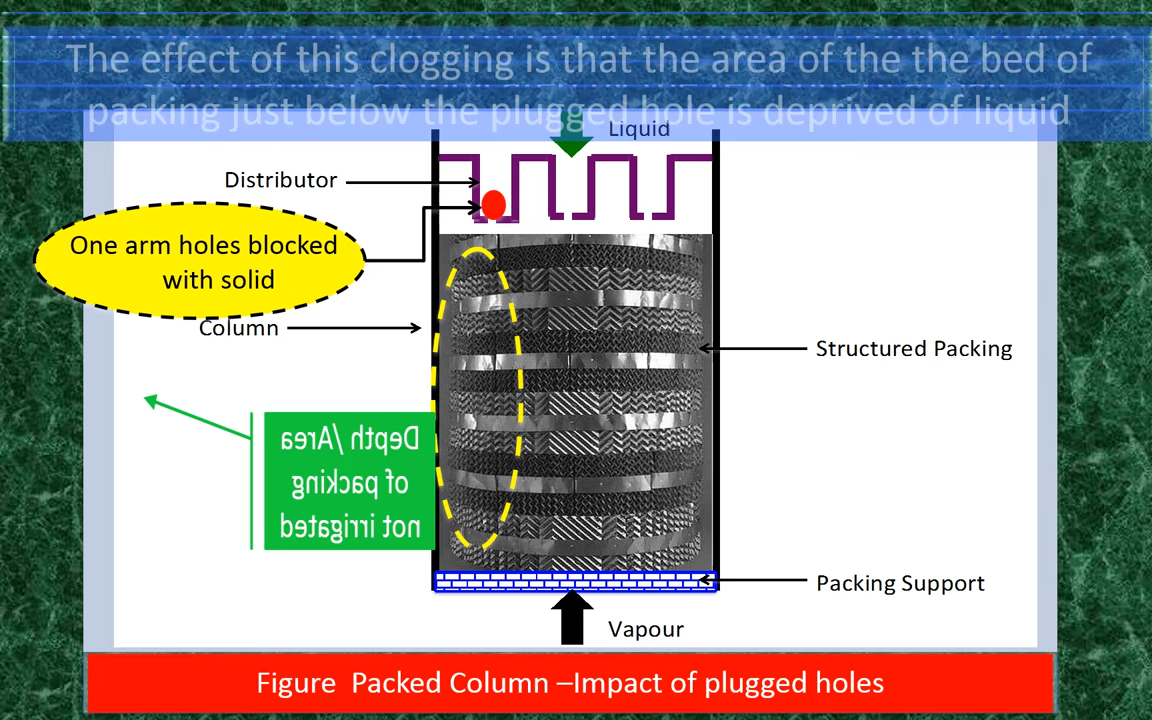 The effect of this clogging is that the area of the the bed of
packing just below the plugged hole is deprived of liquid
Liquid
Distributor
One arm holes blocked
with solid
Column
Structured Packing
Depth/Area
of packing
not irrigated
Packing Support
Vapour
Figure Packed Column –Impact of plugged holes